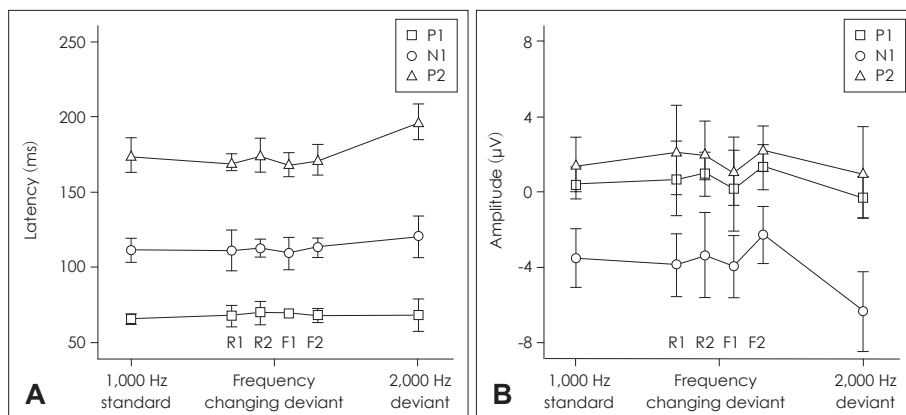 250
200
150
100
50
Latency (ms)
P1
N1
P2
R1 R2 F1 F2
1,000 Hz
standard
Frequency
changing deviant
2,000 Hz
deviant
A
8
4
0
-4
-8
Amplitude (µV)
P1
N1
P2
R1 R2 F1 F2
1,000 Hz
standard
Frequency
changing deviant
2,000 Hz
deviant
B